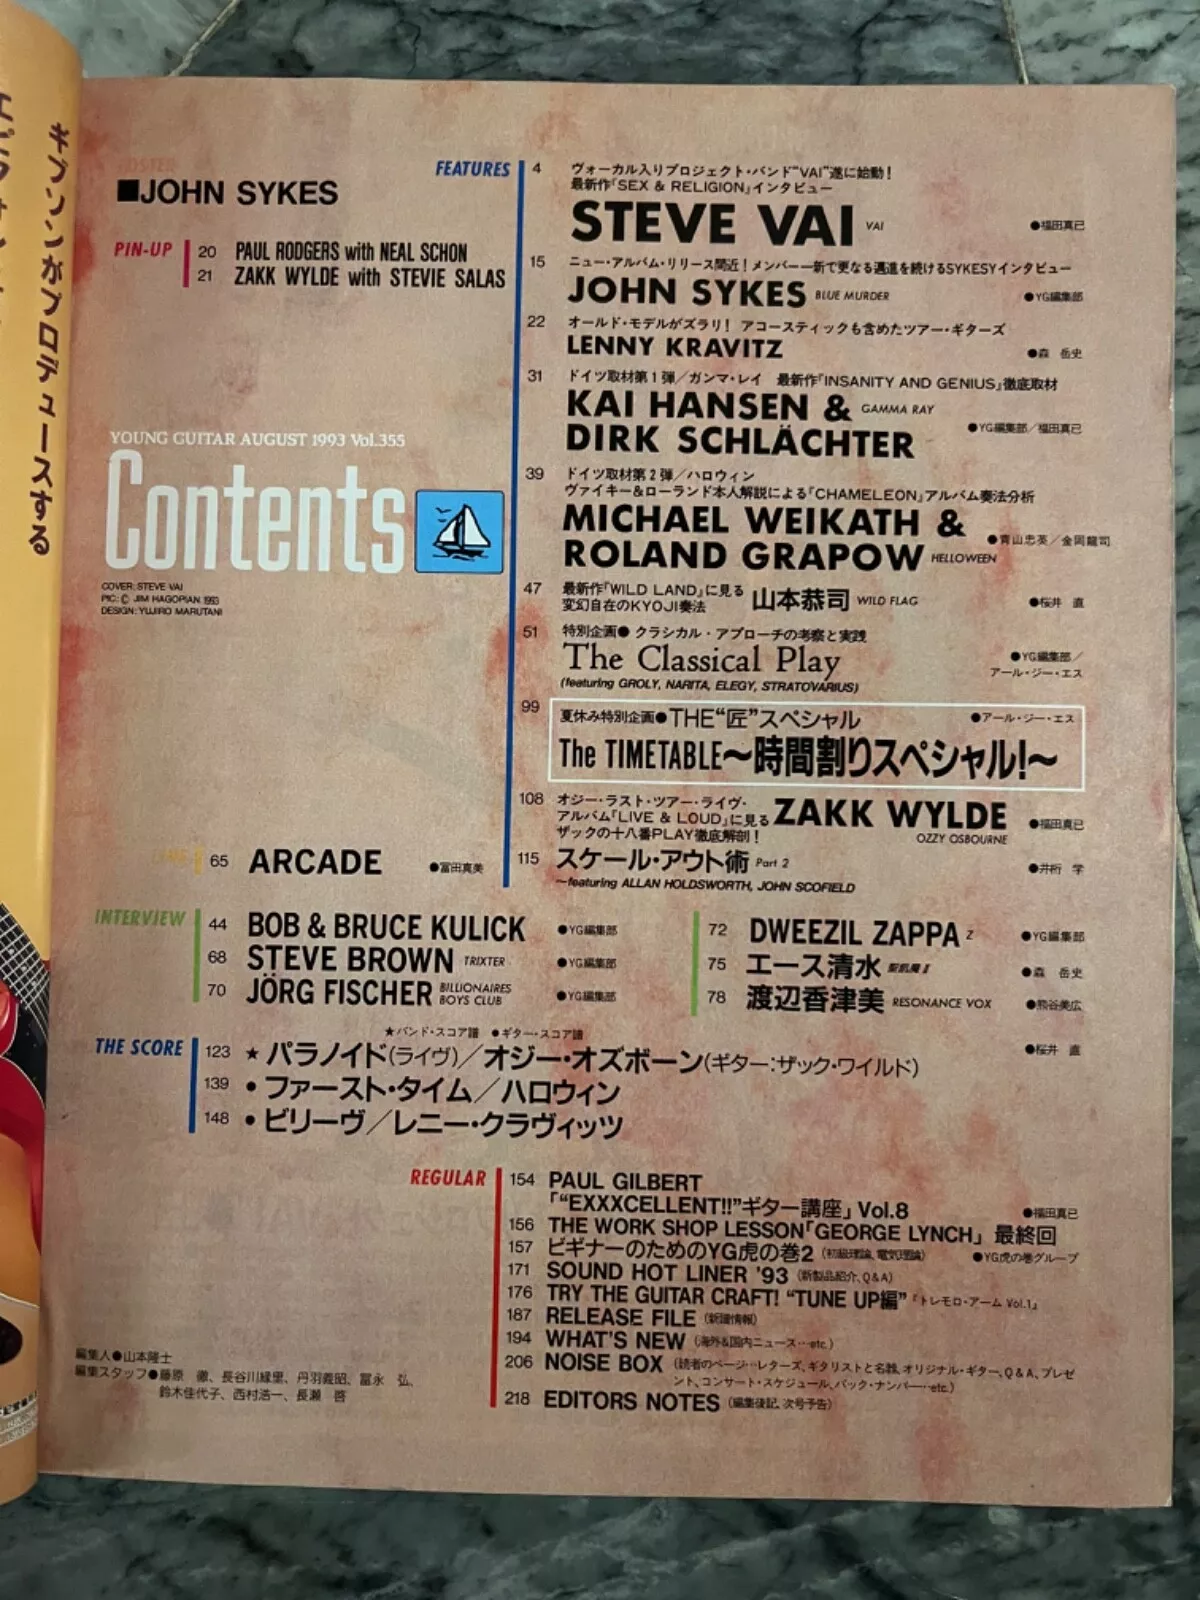 ギブソンがプロデュースする
POSTER
■JOHN SYKES
PIN-UP
20 PAUL RODGERS with NEAL SCHON
21 ZAKK WYLDE with STEVIE SALAS
YOUNG GUITAR AUGUST 1993 Vol.355
Contents
COVER: STEVE VAI
PIC: © JIM HAGOPIAN 1993
DESIGN: YUJIRO MARUTANI
FEATURES
4 ヴォーカル入りプロジェクト・バンド“VAI”遂に始動!
最新作「SEX & RELIGION」インタビュー
STEVE VAI VAI ●福田真已
15 ニュー・アルバム・リリース間近!メンバー一新で更なる邁進を続けるSYKESYインタビュー
JOHN SYKES BLUE MURDER ●YG編集部
22 オールド・モデルがズラリ! アコースティックも含めたツアー・ギターズ
LENNY KRAVITZ ●森 岳史
31 ドイツ取材第1弾/ガンマ・レイ 最新作「INSANITY AND GENIUS」徹底取材
KAI HANSEN & GAMMA RAY
DIRK SCHLÄCHTER ●YG編集部/福田真已
39 ドイツ取材第2弾/ハロウィン
ヴァイキー&ローランド本人解説による「CHAMELEON」アルバム奏法分析
MICHAEL WEIKATH &
ROLAND GRAPOW HELLOWEEN ●青山忠英/金岡龍司
47 最新作「WILD LAND」に見る
変幻自在のKYOJI奏法 山本恭司 WILD FLAG ●桜井 直
51 特別企画● クラシカル・アプローチの考察と実践
The Classical Play ●YG編集部/
アール・ジー・エス
(featuring GROLY, NARITA, ELEGY, STRATOVARIUS)
99 夏休み特別企画●THE“匠”スペシャル ●アール・ジー・エス
The TIMETABLE～時間割りスペシャル!～
108 オジー・ラスト・ツアー・ライヴ・
アルバム「LIVE & LOUD」に見る ZAKK WYLDE ●福田真已
ザックの十八番PLAY徹底解剖! OZZY OSBOURNE
115 スケール・アウト術 Part 2 ●井桁 学
～featuring ALLAN HOLDSWORTH, JOHN SCOFIELD
LIVE
65 ARCADE ●冨田真美
INTERVIEW
44 BOB & BRUCE KULICK ●YG編集部
68 STEVE BROWN TRIXTER ●YG編集部
70 JÖRG FISCHER BILLIONAIRES BOYS CLUB ●YG編集部
72 DWEEZIL ZAPPA Z ●YG編集部
75 エース清水 聖飢魔II ●森 岳史
78 渡辺香津美 RESONANCE VOX ●熊谷美広
★バンド・スコア譜 ●ギター・スコア譜
THE SCORE
123 ★ パラノイド(ライヴ)/オジー・オズボーン(ギター:ザック・ワイルド) ●桜井 直
139 ● ファースト・タイム/ハロウィン
148 ● ビリーヴ/レニー・クラヴィッツ
REGULAR
154 PAUL GILBERT
「“EXXXCELLENT!!”ギター講座」Vol.8 ●福田真已
156 THE WORK SHOP LESSON「GEORGE LYNCH」 最終回
157 ビギナーのためのYG虎の巻2 (初級理論、電気理論) ●YG虎の巻グループ
171 SOUND HOT LINER '93 (新製品紹介、Q&A)
176 TRY THE GUITAR CRAFT! “TUNE UP編” 「トレモロ・アーム Vol.1」
187 RELEASE FILE (新譜情報)
194 WHAT'S NEW (海外&国内ニュース…etc.)
206 NOISE BOX (読者のページ…レターズ、ギタリストと名器、オリジナル・ギター、Q&A、プレゼ
ント、コンサート・スケジュール、バック・ナンバー…etc.)
218 EDITORS NOTES (編集後記、次号予告)
編集人●山本隆士
編集スタッフ●藤原 徹、長谷川緑里、丹羽義昭、冨永 弘、
鈴木佳代子、西村浩一、長瀬 啓